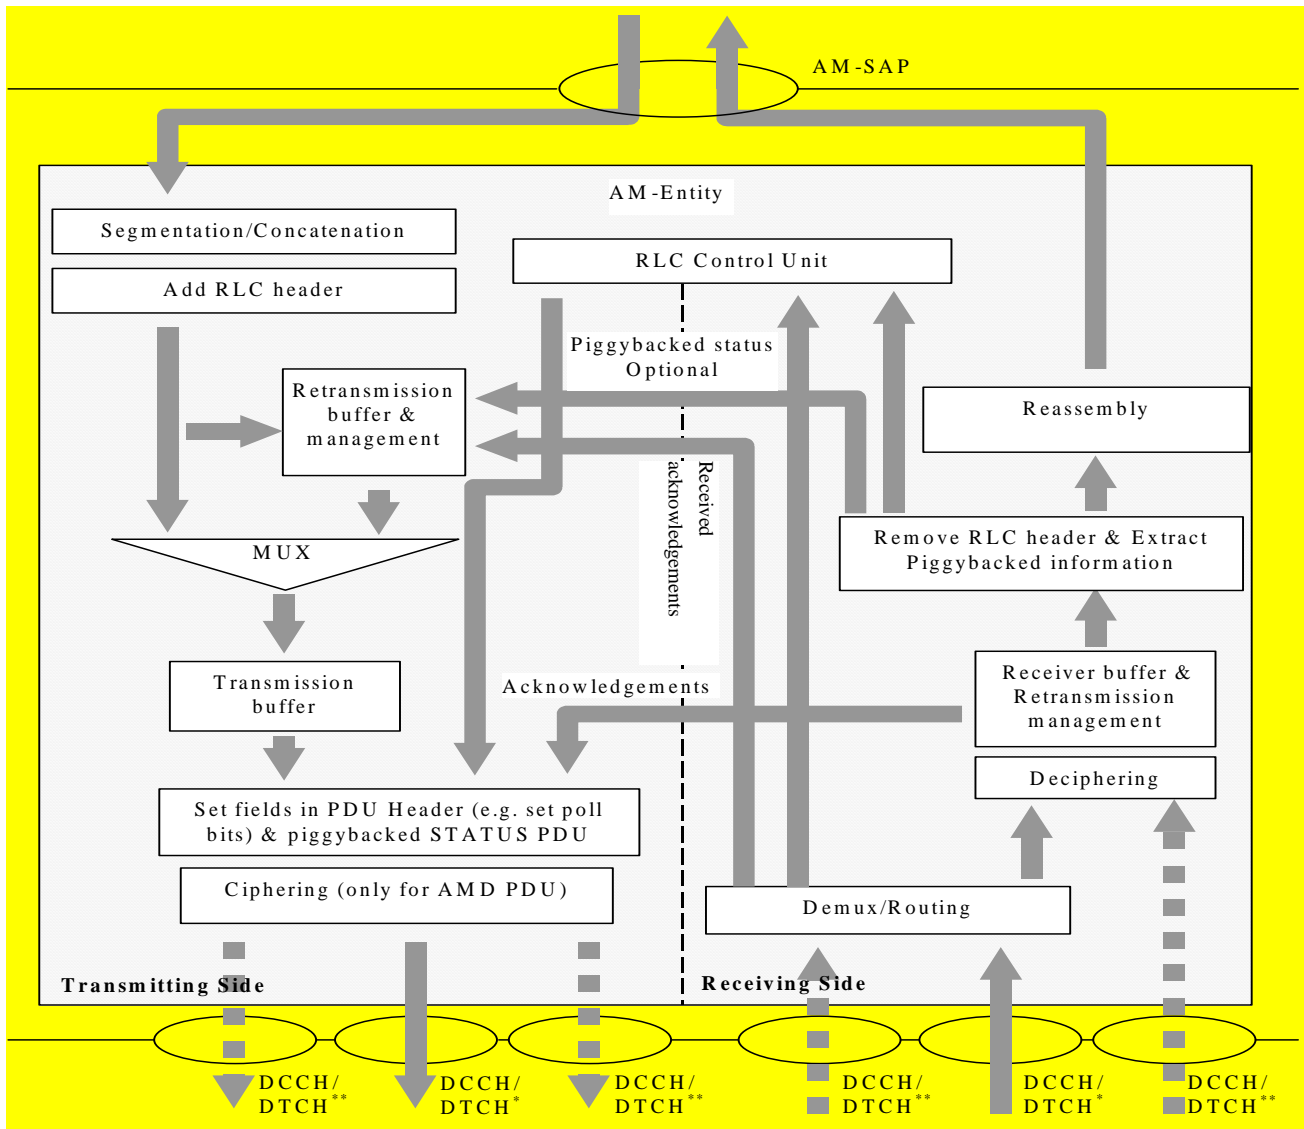 AM-SAP
AM-Entity
Segmentation/Concatenation
Add RLC header
RLC Control Unit
Piggybacked status
Optional
Retransmission
buffer &
management
Reassembly
Received
acknowledgements
Remove RLC header & Extract
Piggybacked information
MUX
Transmission
buffer
Acknowledgements
Receiver buffer &
Retransmission
management
Deciphering
Set fields in PDU Header (e.g. set poll
bits) & piggybacked STATUS PDU
Ciphering (only for AMD PDU)
Demux/Routing
Transmitting Side
Receiving Side
DCCH/
DTCH**
DCCH/
DTCH*
DCCH/
DTCH**
DCCH/
DTCH**
DCCH/
DTCH*
DCCH/
DTCH**